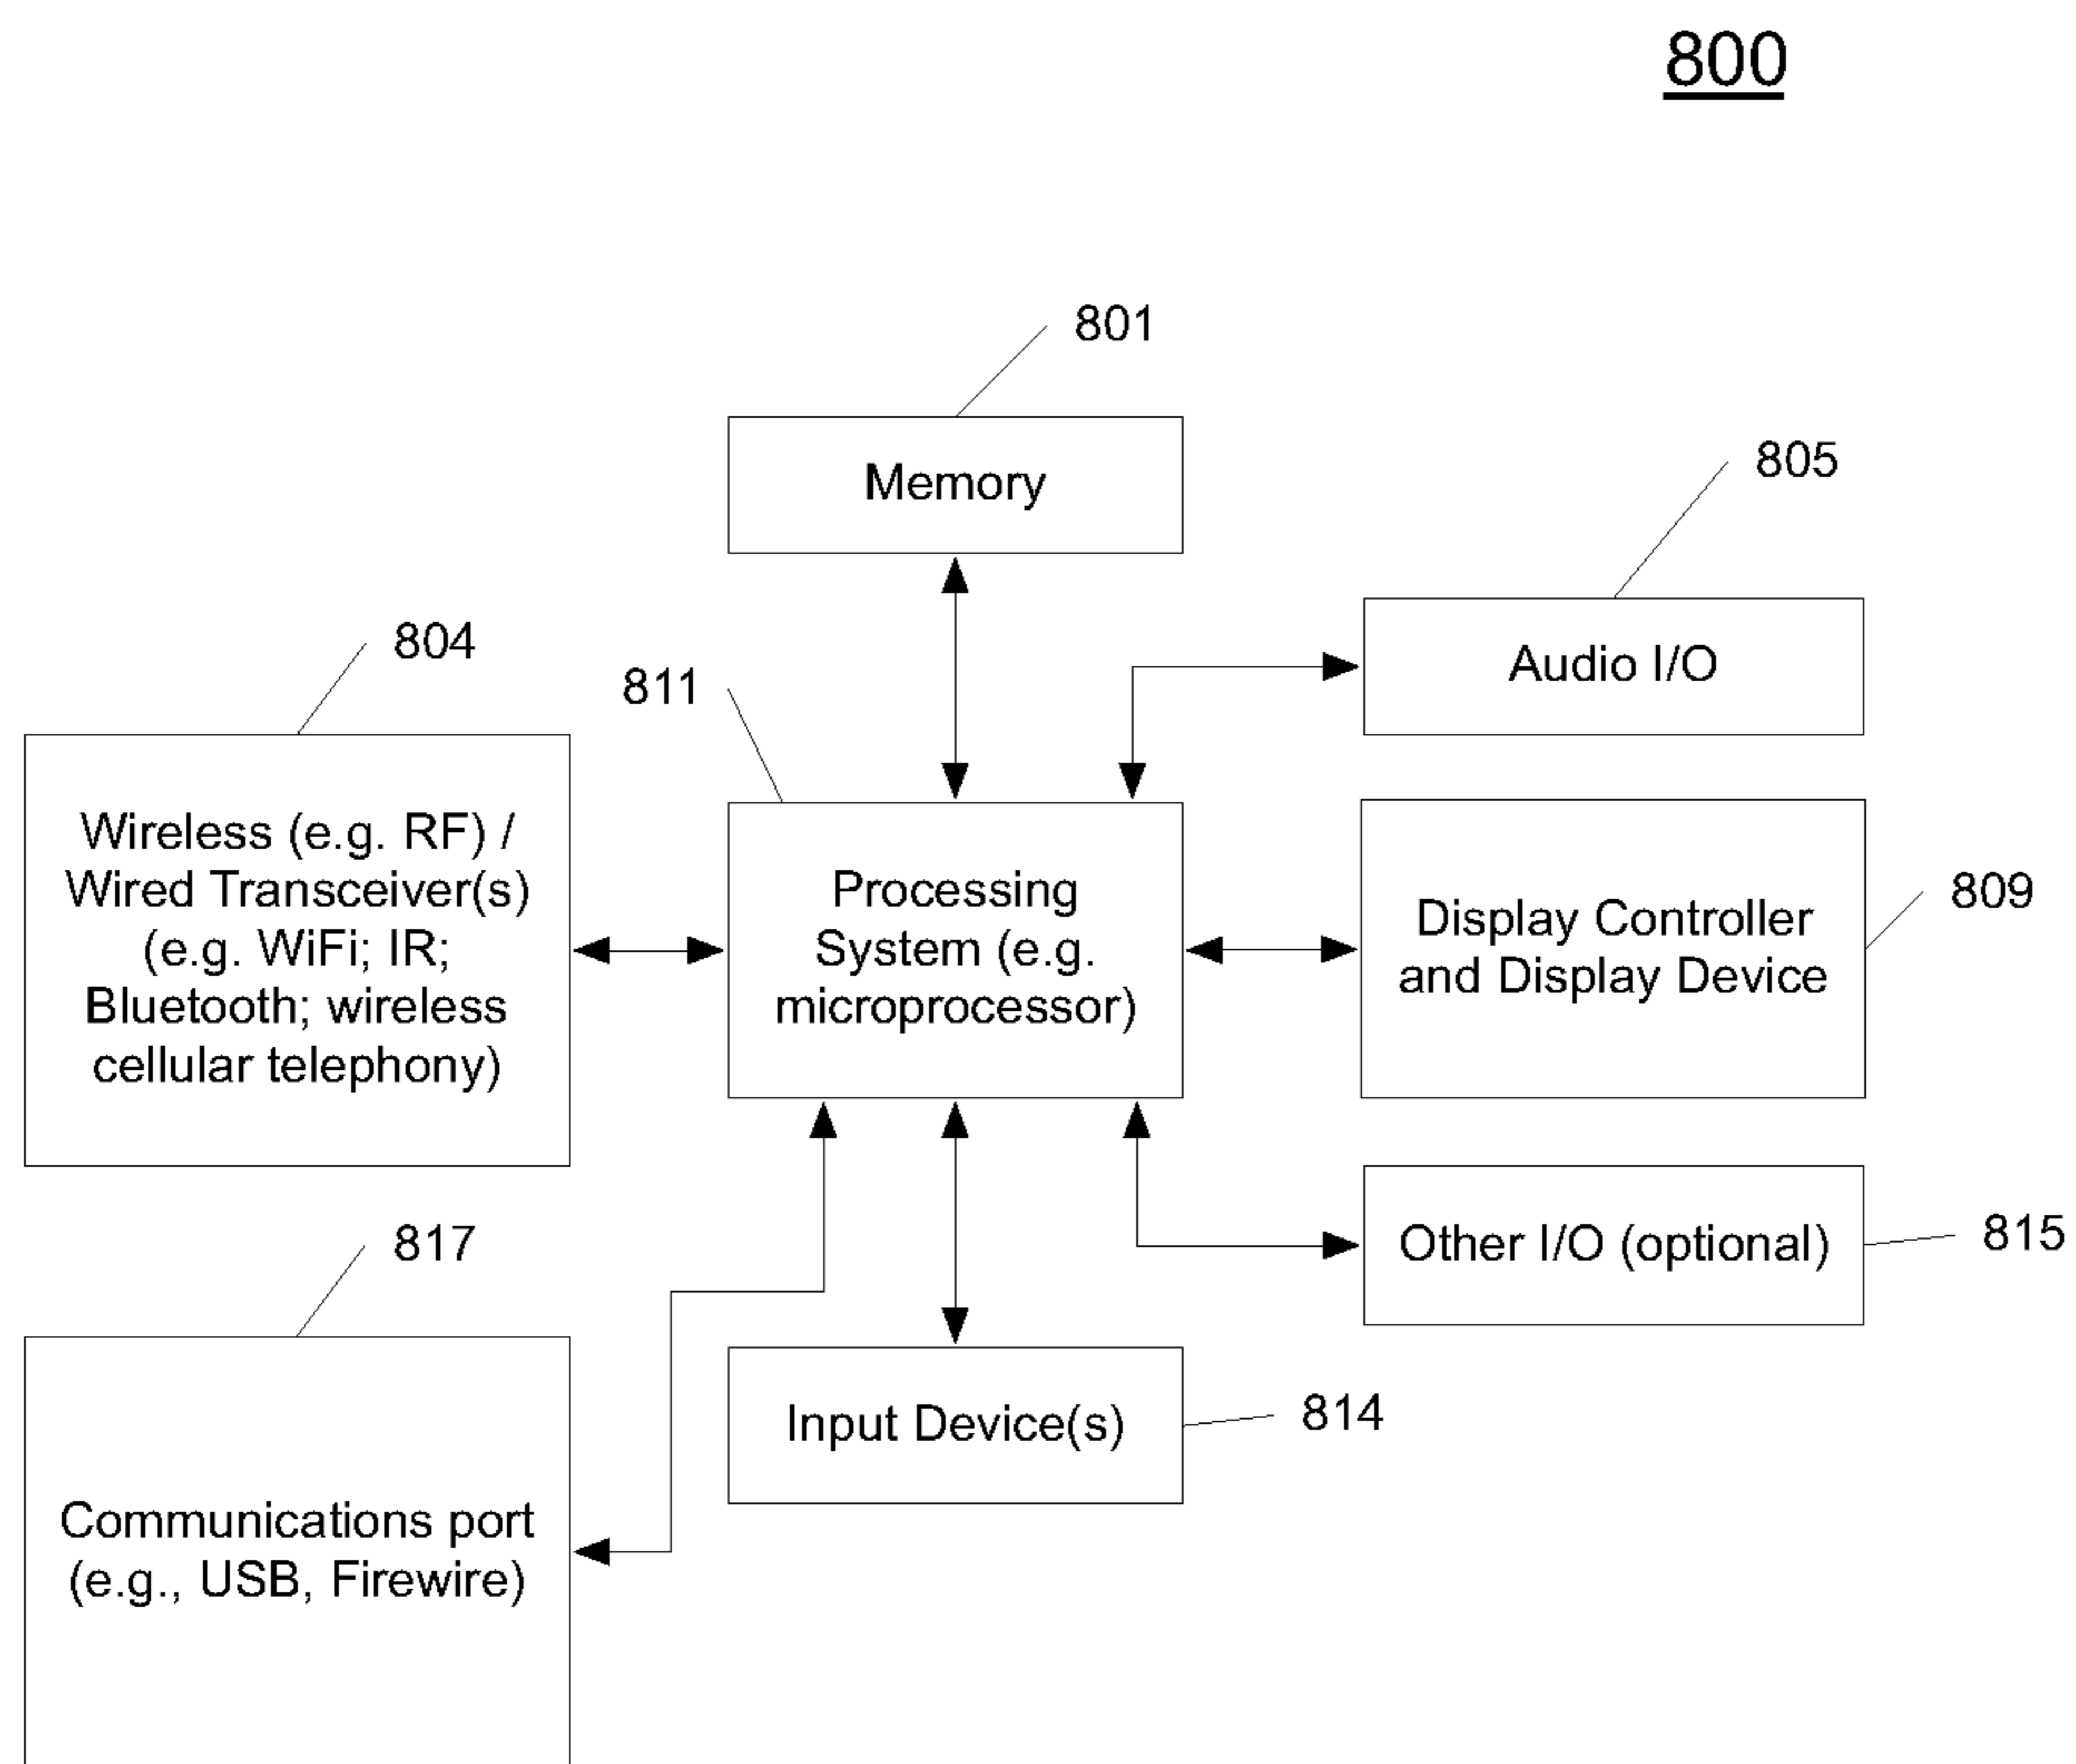 800
801
Memory
805
Audio I/O
804
811
Wireless (e.g. RF) /
Wired Transceiver(s)
(e.g. WiFi; IR;
Bluetooth; wireless
cellular telephony)
Processing
System (e.g.
microprocessor)
Display Controller
and Display Device
809
817
Other I/O (optional)
815
Input Device(s)
814
Communications port
(e.g., USB, Firewire)